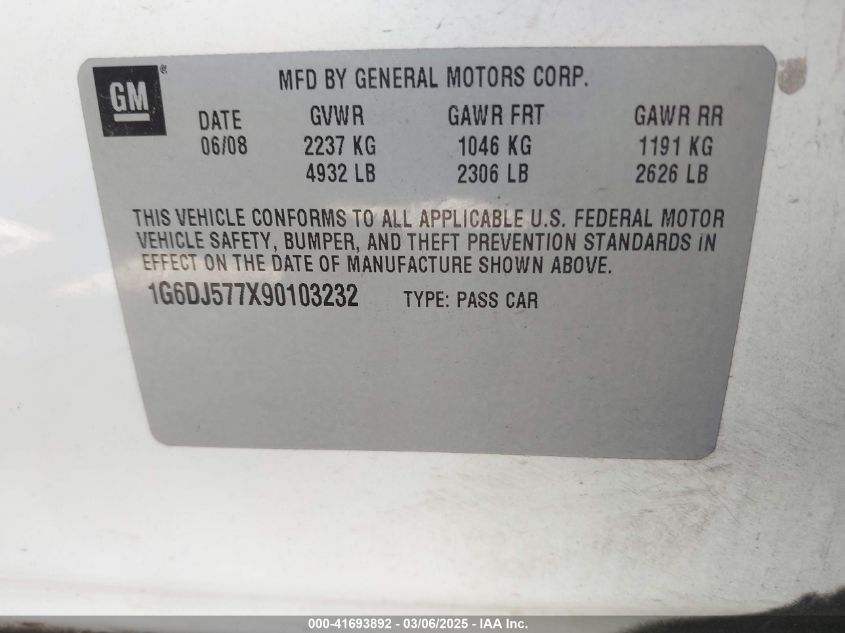 GM®
MFD BY GENERAL MOTORS CORP.
DATE GVWR GAWR FRT GAWR RR
06/08 2237 KG 1046 KG 1191 KG
4932 LB 2306 LB 2626 LB
THIS VEHICLE CONFORMS TO ALL APPLICABLE U.S. FEDERAL MOTOR
VEHICLE SAFETY, BUMPER, AND THEFT PREVENTION STANDARDS IN
EFFECT ON THE DATE OF MANUFACTURE SHOWN ABOVE.
1G6DJ577X90103232 TYPE: PASS CAR
000-41693892 - 03/06/2025 - IAA Inc.